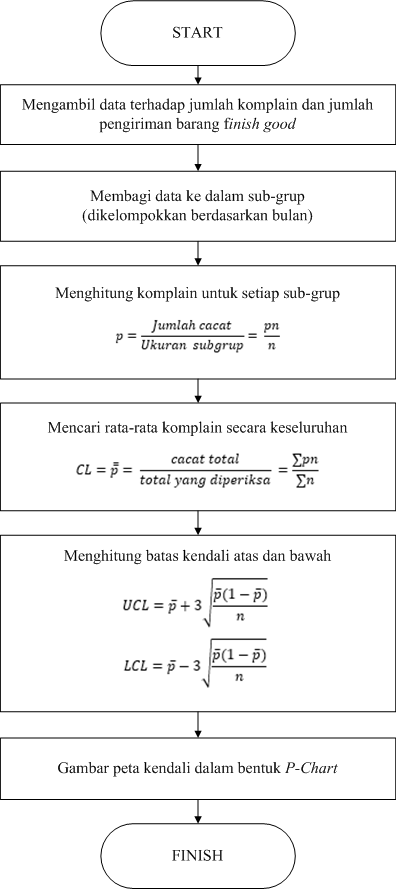 START
Mengambil data terhadap jumlah komplain dan jumlah
pengiriman barang finish good
Membagi data ke dalam sub-grup
(dikelompokkan berdasarkan bulan)
Menghitung komplain untuk setiap sub-grup
p = Jumlah cacat / Ukuran subgrup = pn / n
Mencari rata-rata komplain secara keseluruhan
CL = p̿ = cacat total / total yang diperiksa = ∑pn / ∑n
Menghitung batas kendali atas dan bawah
UCL = p̄ + 3 √(p̄(1 − p̄) / n)
LCL = p̄ − 3 √(p̄(1 − p̄) / n)
Gambar peta kendali dalam bentuk P-Chart
FINISH